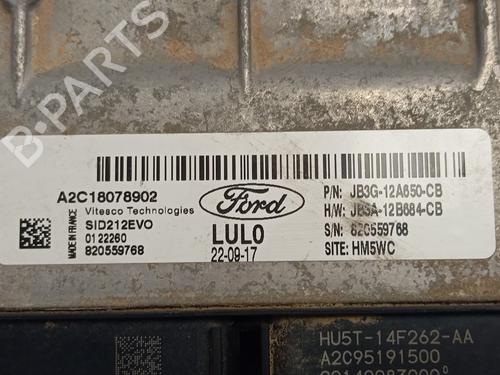 B-PARTS
A2C18078902
Vitesco Technologies
SID212EVO
0122260
820559768
MADE IN FRANCE
Ford
LULO
22-09-17
P/N: JB3G-12A650-CB
H/W: JB3A-12B684-CB
S/N: 820559768
SITE: HM5WC
HU5T-14F262-AA
A2C95191500